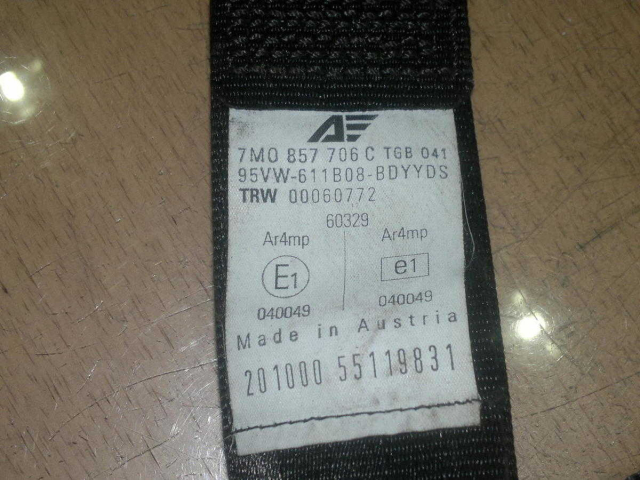 AE
7M0 857 706 C TGB 041
95VW-611B08-BDYYDS
TRW 00060772
60329
Ar4mp Ar4mp
E1 e1
040049 040049
Made in Austria
201000 55119831